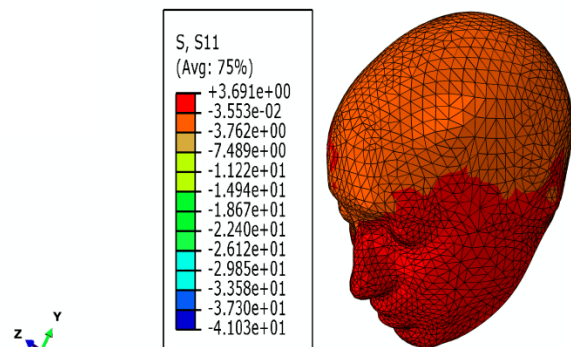 S, S11
(Avg: 75%)
+3.691e+00
-3.553e-02
-3.762e+00
-7.489e+00
-1.122e+01
-1.494e+01
-1.867e+01
-2.240e+01
-2.612e+01
-2.985e+01
-3.358e+01
-3.730e+01
-4.103e+01
Y
Z